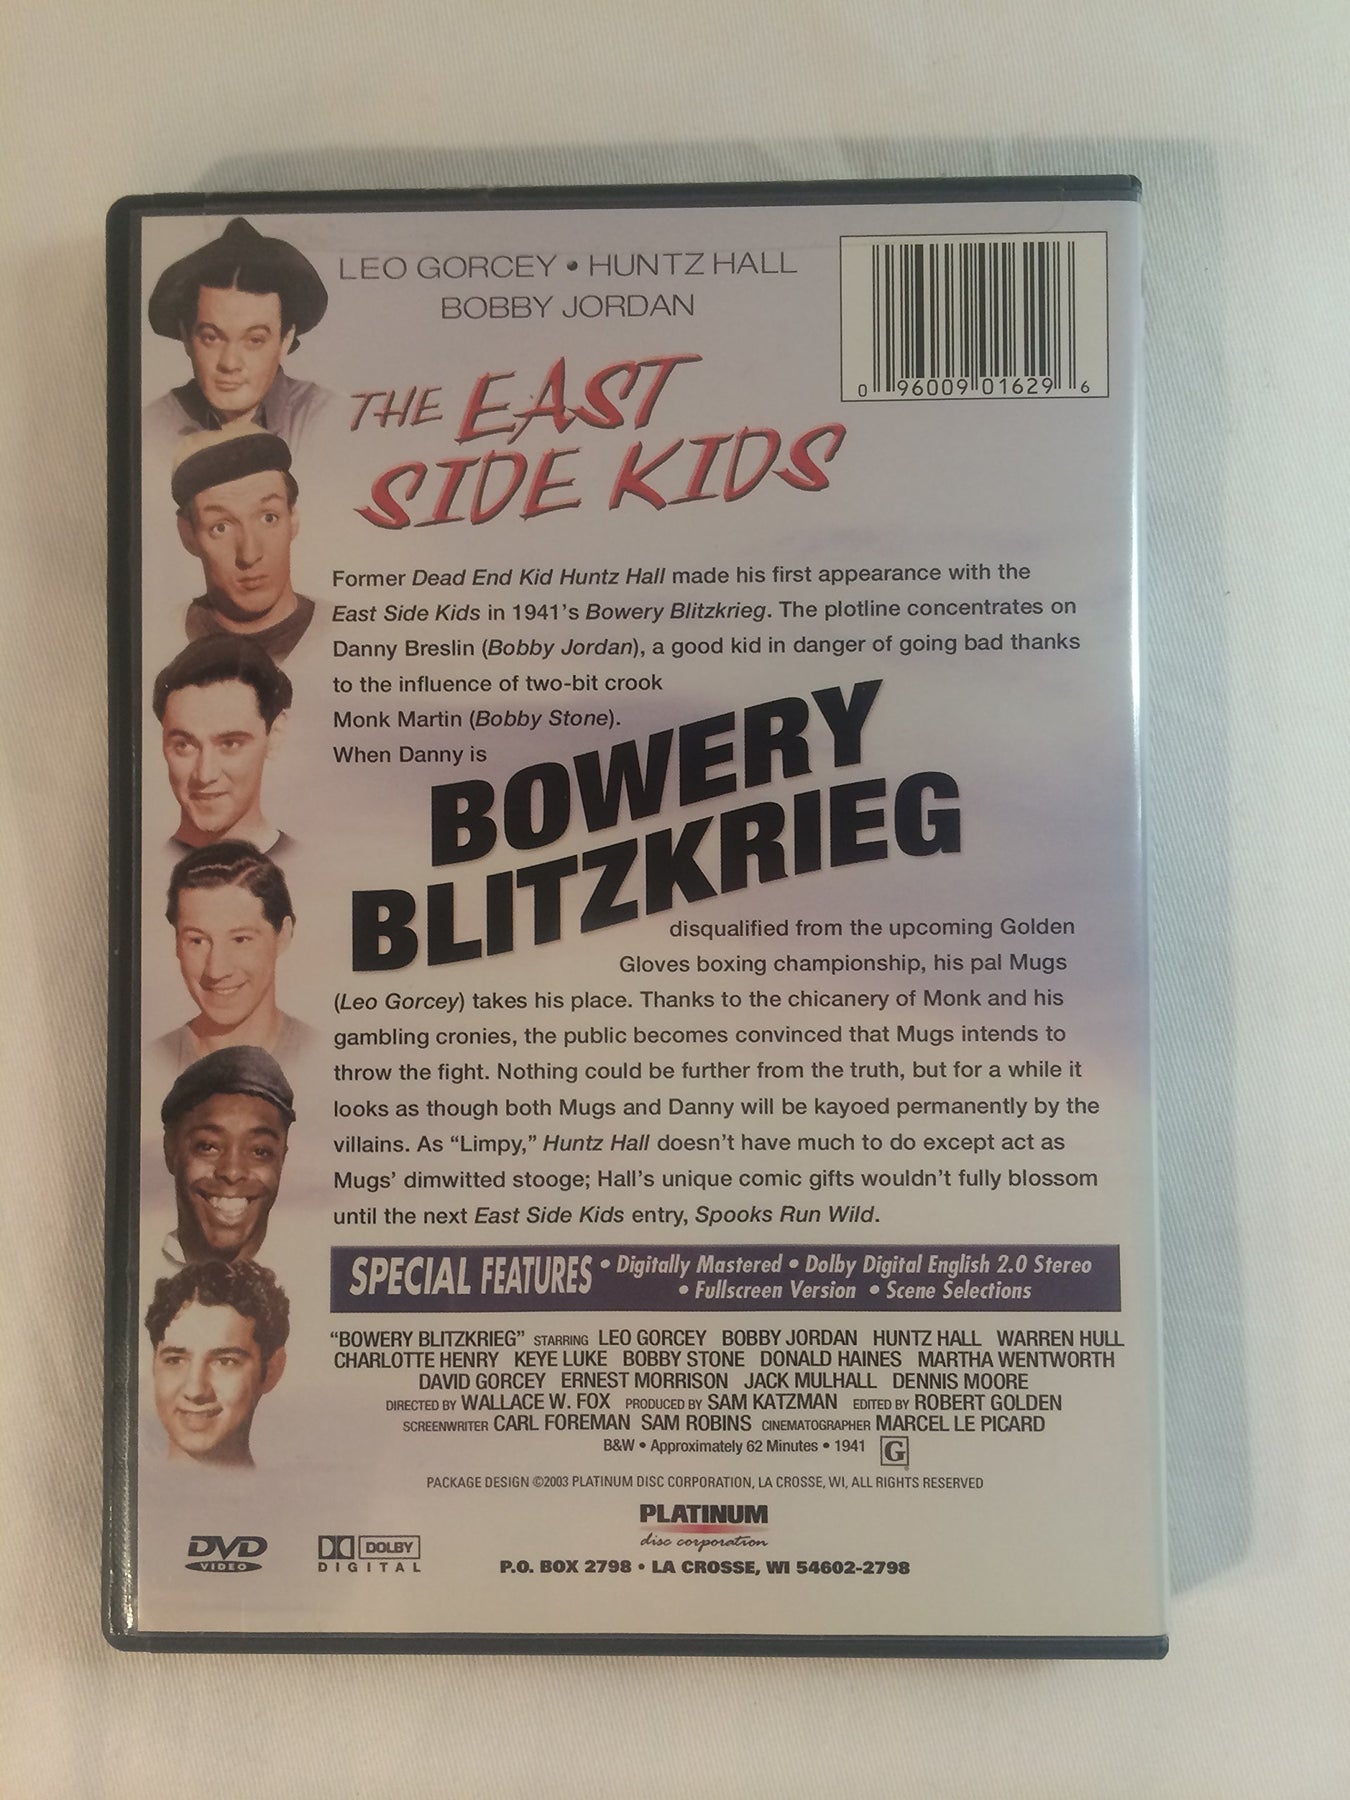 LEO GORCEY • HUNTZ HALL
BOBBY JORDAN
0 96009 01629 6
THE EAST
SIDE KIDS
Former Dead End Kid Huntz Hall made his first appearance with the
East Side Kids in 1941's Bowery Blitzkrieg. The plotline concentrates on
Danny Breslin (Bobby Jordan), a good kid in danger of going bad thanks
to the influence of two-bit crook
Monk Martin (Bobby Stone).
When Danny is
BOWERY
BLITZKRIEG
disqualified from the upcoming Golden
Gloves boxing championship, his pal Mugs
(Leo Gorcey) takes his place. Thanks to the chicanery of Monk and his
gambling cronies, the public becomes convinced that Mugs intends to
throw the fight. Nothing could be further from the truth, but for a while it
looks as though both Mugs and Danny will be kayoed permanently by the
villains. As “Limpy,” Huntz Hall doesn't have much to do except act as
Mugs' dimwitted stooge; Hall's unique comic gifts wouldn't fully blossom
until the next East Side Kids entry, Spooks Run Wild.
SPECIAL FEATURES • Digitally Mastered • Dolby Digital English 2.0 Stereo
• Fullscreen Version • Scene Selections
“BOWERY BLITZKRIEG” STARRING LEO GORCEY BOBBY JORDAN HUNTZ HALL WARREN HULL
CHARLOTTE HENRY KEYE LUKE BOBBY STONE DONALD HAINES MARTHA WENTWORTH
DAVID GORCEY ERNEST MORRISON JACK MULHALL DENNIS MOORE
DIRECTED BY WALLACE W. FOX PRODUCED BY SAM KATZMAN EDITED BY ROBERT GOLDEN
SCREENWRITER CARL FOREMAN SAM ROBINS CINEMATOGRAPHER MARCEL LE PICARD
B&W • Approximately 62 Minutes • 1941 G
PACKAGE DESIGN ©2003 PLATINUM DISC CORPORATION, LA CROSSE, WI, ALL RIGHTS RESERVED
PLATINUM
disc corporation
DVD
VIDEO
DOLBY
DIGITAL
P.O. BOX 2798 • LA CROSSE, WI 54602-2798